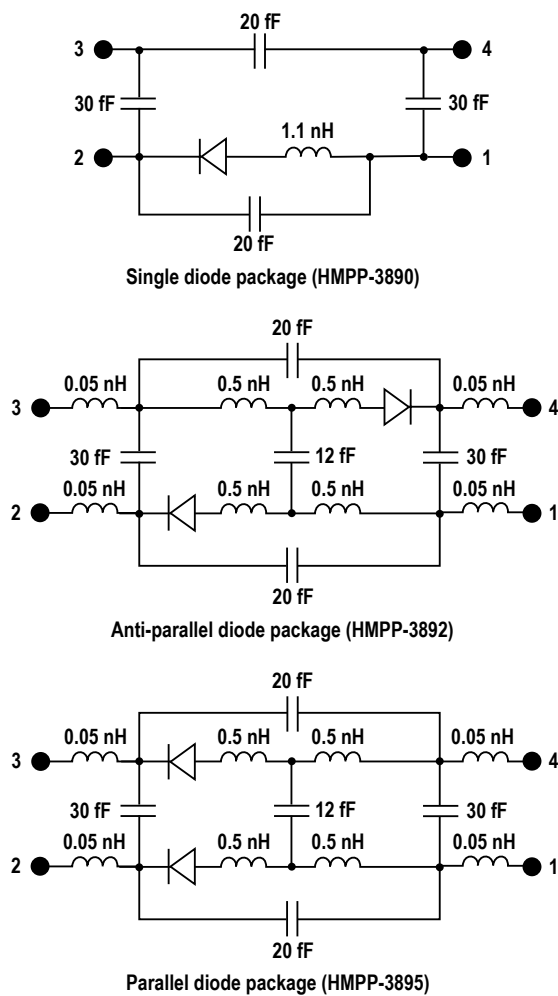 20 fF
3 4
30 fF 30 fF
1.1 nH
2 1
20 fF
Single diode package (HMPP-3890)
20 fF
0.05 nH 0.5 nH 0.5 nH 0.05 nH
3 4
30 fF 12 fF 30 fF
0.05 nH 0.5 nH 0.5 nH 0.05 nH
2 1
20 fF
Anti-parallel diode package (HMPP-3892)
20 fF
0.05 nH 0.5 nH 0.5 nH 0.05 nH
3 4
30 fF 12 fF 30 fF
0.05 nH 0.5 nH 0.5 nH 0.05 nH
2 1
20 fF
Parallel diode package (HMPP-3895)